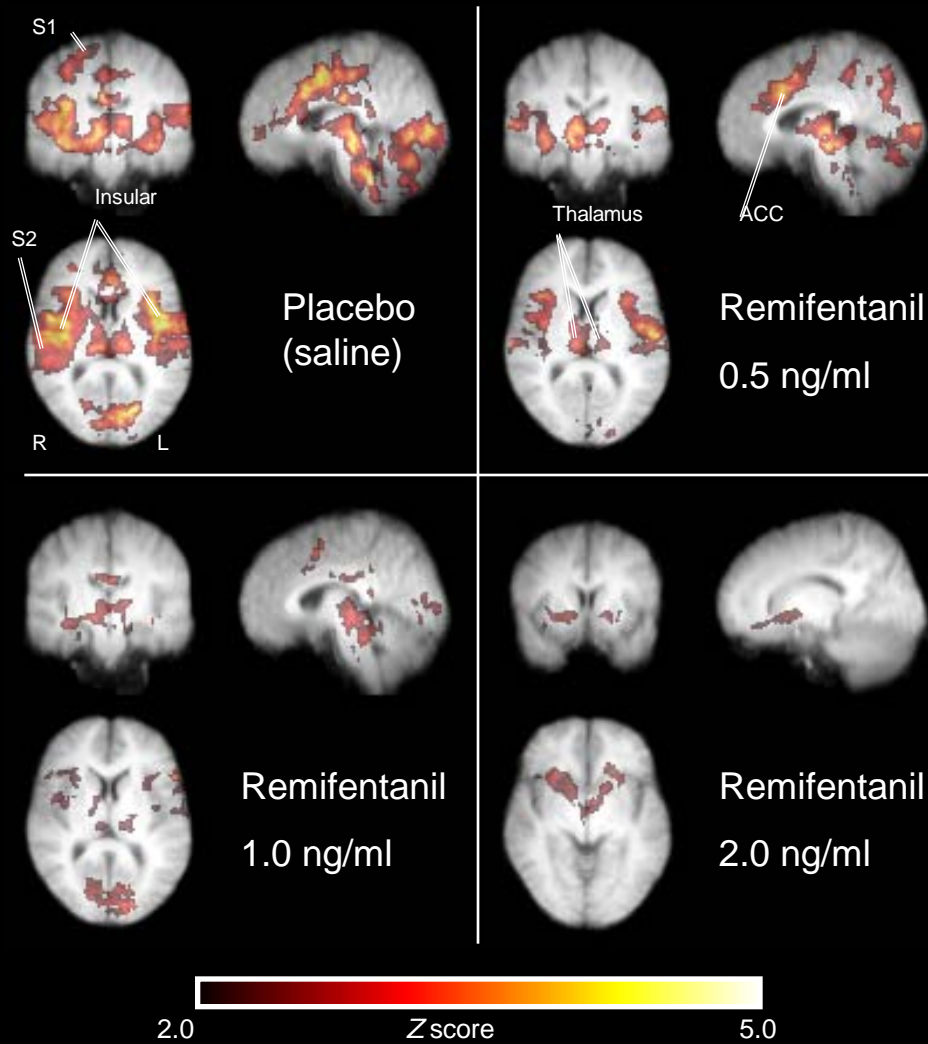 S1
Insular
S2
Placebo
(saline)
R
L
Thalamus
ACC
Remifentanil
0.5 ng/ml
Remifentanil
1.0 ng/ml
Remifentanil
2.0 ng/ml
2.0
Z score
5.0